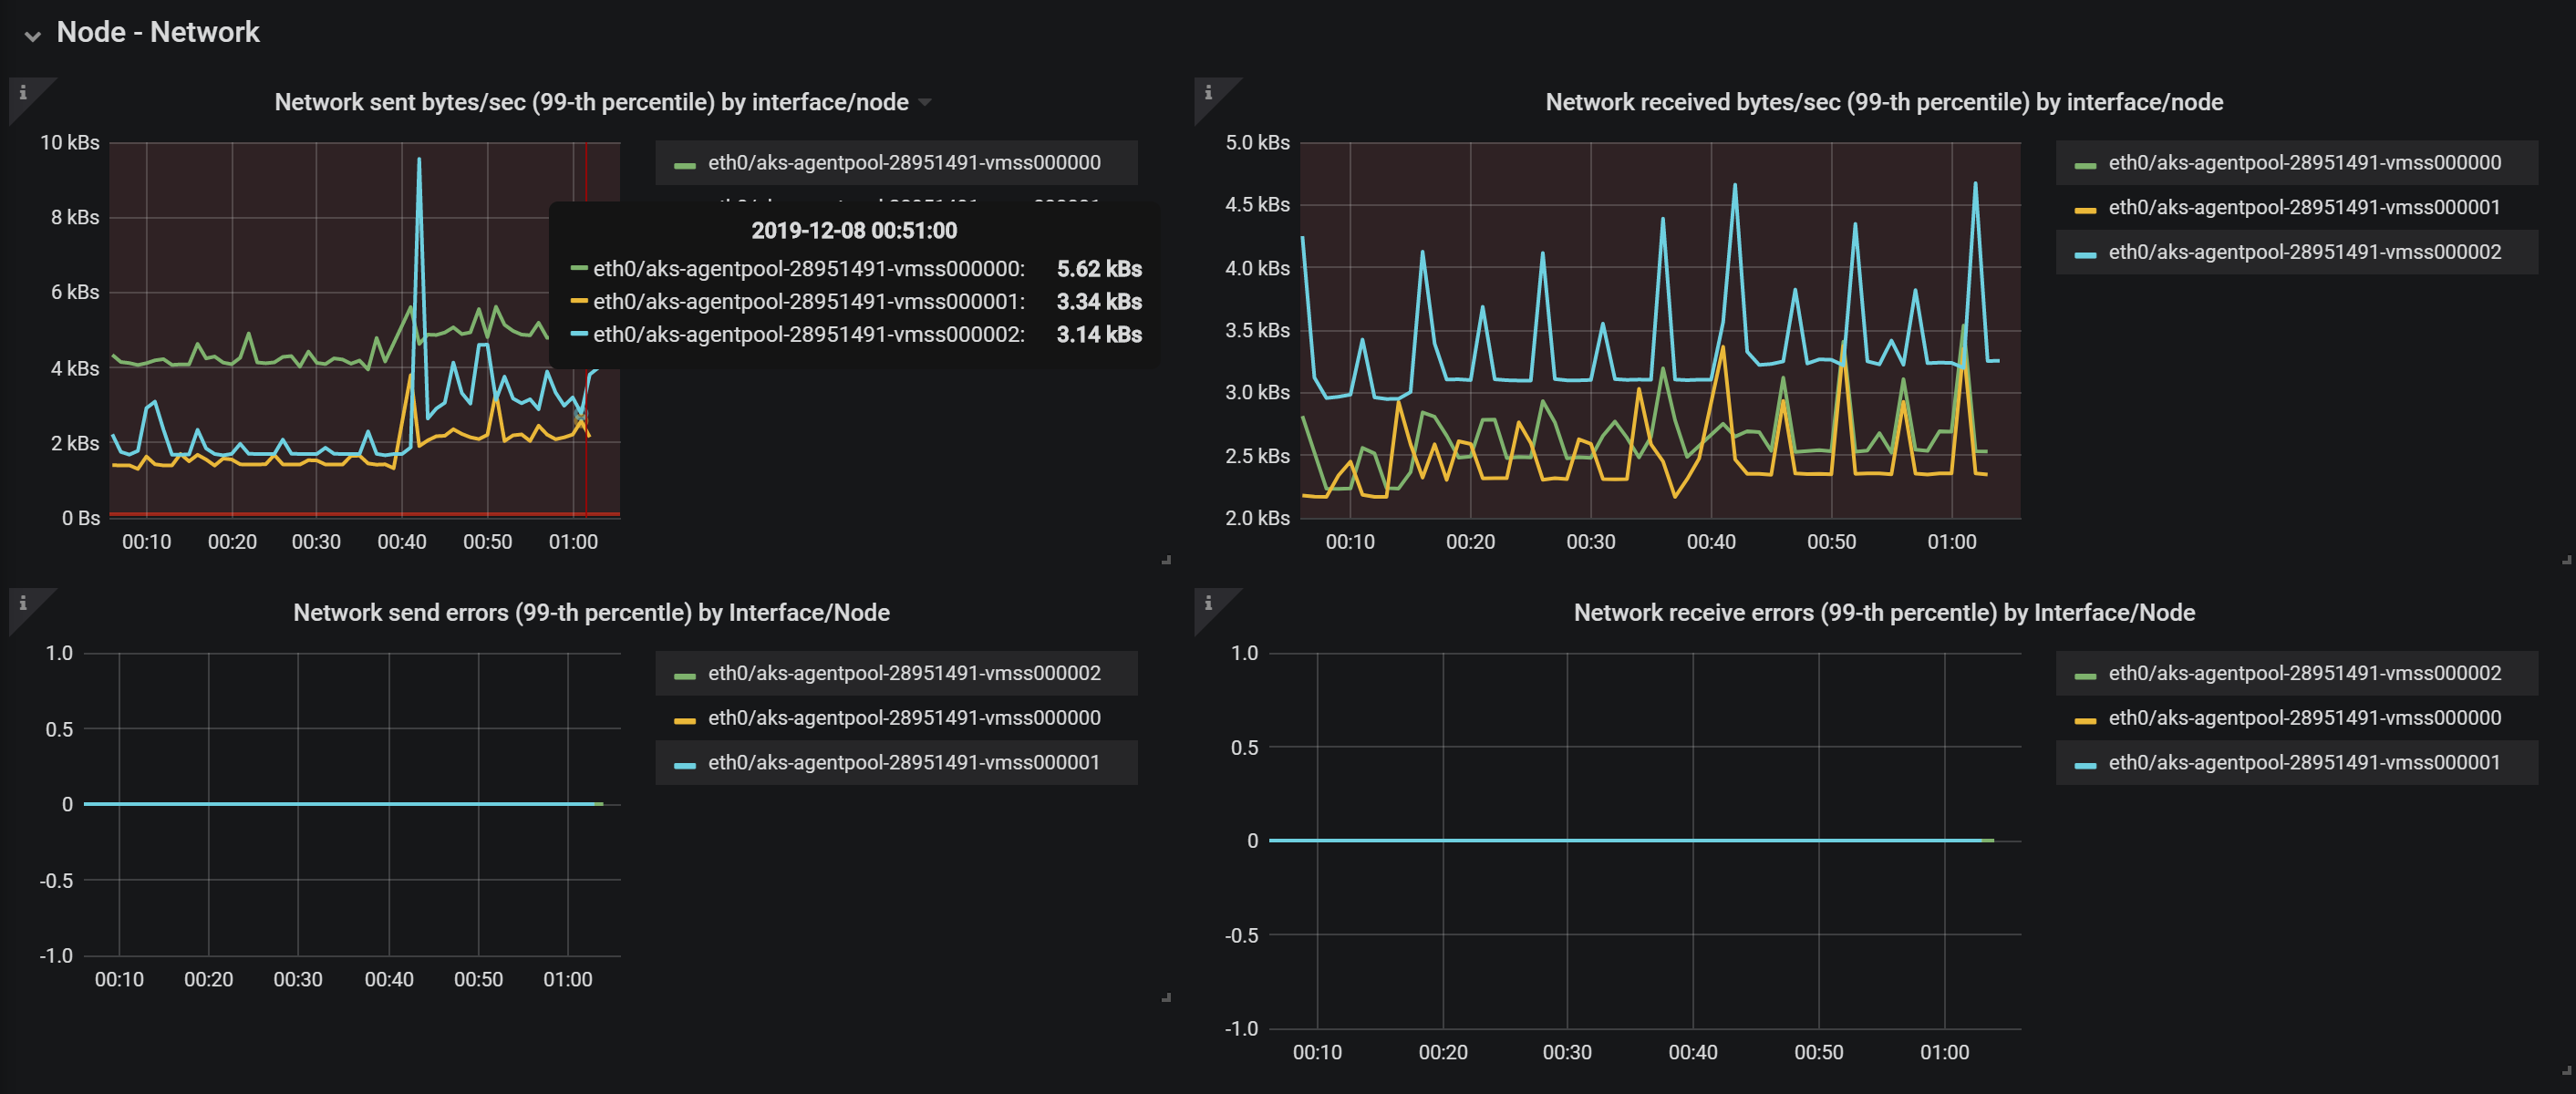 Node - Network
Network sent bytes/sec (99-th percentile) by interface/node
10 kBs
8 kBs
6 kBs
4 kBs
2 kBs
0 Bs
00:10 00:20 00:30 00:40 00:50 01:00
eth0/aks-agentpool-28951491-vmss000000
2019-12-08 00:51:00
eth0/aks-agentpool-28951491-vmss000000: 5.62 kBs
eth0/aks-agentpool-28951491-vmss000001: 3.34 kBs
eth0/aks-agentpool-28951491-vmss000002: 3.14 kBs
Network received bytes/sec (99-th percentile) by interface/node
5.0 kBs
4.5 kBs
4.0 kBs
3.5 kBs
3.0 kBs
2.5 kBs
2.0 kBs
00:10 00:20 00:30 00:40 00:50 01:00
eth0/aks-agentpool-28951491-vmss000000
eth0/aks-agentpool-28951491-vmss000001
eth0/aks-agentpool-28951491-vmss000002
Network send errors (99-th percentle) by Interface/Node
1.0
0.5
0
-0.5
-1.0
00:10 00:20 00:30 00:40 00:50 01:00
eth0/aks-agentpool-28951491-vmss000002
eth0/aks-agentpool-28951491-vmss000000
eth0/aks-agentpool-28951491-vmss000001
Network receive errors (99-th percentle) by Interface/Node
1.0
0.5
0
-0.5
-1.0
00:10 00:20 00:30 00:40 00:50 01:00
eth0/aks-agentpool-28951491-vmss000002
eth0/aks-agentpool-28951491-vmss000000
eth0/aks-agentpool-28951491-vmss000001